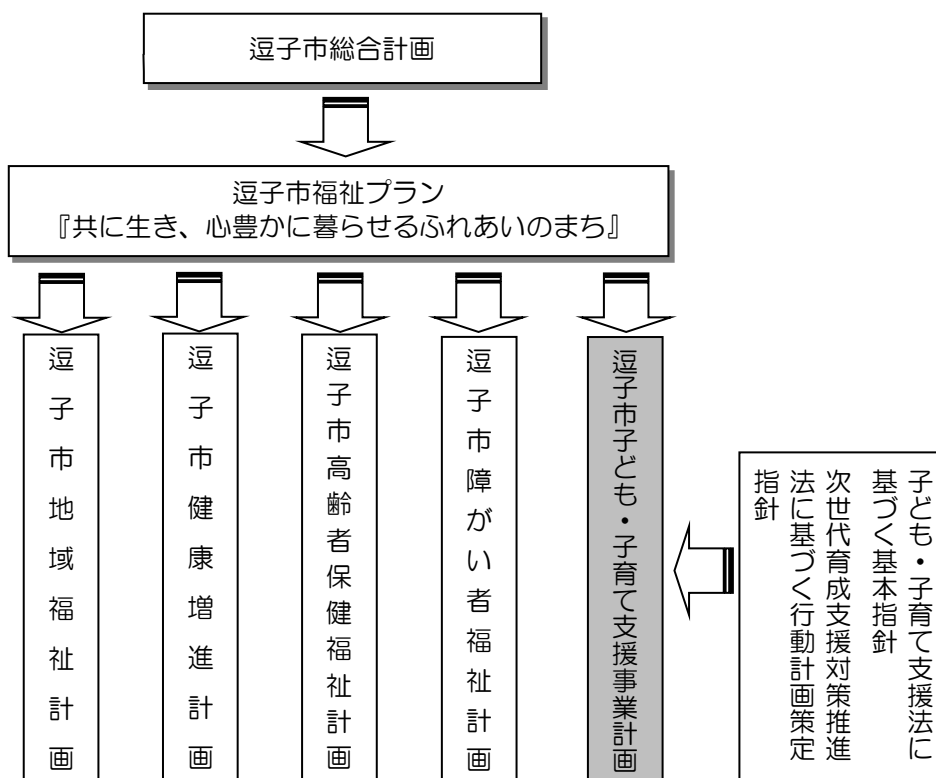 逗子市総合計画
逗子市福祉プラン
『共に生き、心豊かに暮らせるふれあいのまち』
逗子市地域福祉計画
逗子市健康増進計画
逗子市高齢者保健福祉計画
逗子市障がい者福祉計画
逗子市子ども・子育て支援事業計画
子ども・子育て支援法に
基づく基本指針
次世代育成支援対策推進
法に基づく行動計画策定
指針